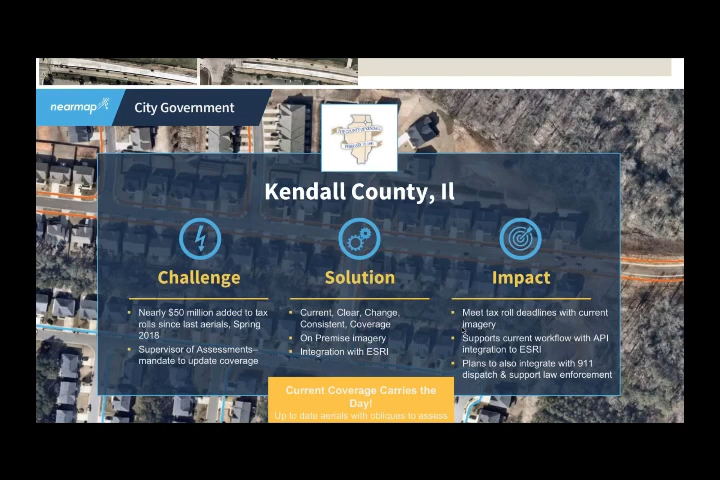 nearmap
City Government
Kendall County, Il
Challenge
Nearly $50 million added to tax
rolls since last aerials, Spring
2018
Supervisor of Assessments–
mandate to update coverage
Solution
Current, Clear, Change,
Consistent, Coverage
On Premise imagery
Integration with ESRI
Impact
Meet tax roll deadlines with current
imagery
Supports current workflow with API
integration to ESRI
Plans to also integrate with 911
dispatch & support law enforcement
Current Coverage Carries the
Day!
Up to date aerials with obliques to assess